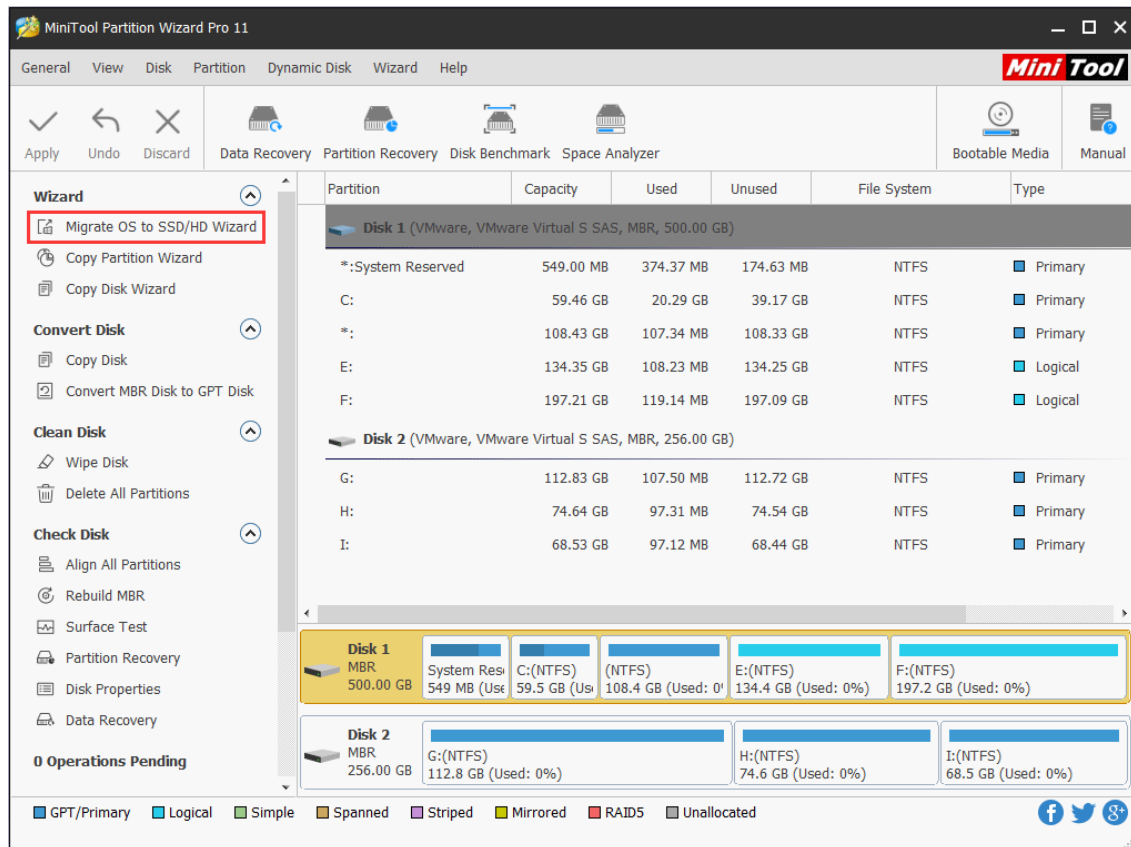 MiniTool Partition Wizard Pro 11
General View Disk Partition Dynamic Disk Wizard Help
Mini Tool
Apply Undo Discard Data Recovery Partition Recovery Disk Benchmark Space Analyzer Bootable Media Manual
Wizard
Migrate OS to SSD/HD Wizard
Copy Partition Wizard
Copy Disk Wizard
Convert Disk
Copy Disk
Convert MBR Disk to GPT Disk
Clean Disk
Wipe Disk
Delete All Partitions
Check Disk
Align All Partitions
Rebuild MBR
Surface Test
Partition Recovery
Disk Properties
Data Recovery
0 Operations Pending
Partition Capacity Used Unused File System Type
Disk 1 (VMware, VMware Virtual S SAS, MBR, 500.00 GB)
*:System Reserved 549.00 MB 374.37 MB 174.63 MB NTFS Primary
C: 59.46 GB 20.29 GB 39.17 GB NTFS Primary
*: 108.43 GB 107.34 MB 108.33 GB NTFS Primary
E: 134.35 GB 108.23 MB 134.25 GB NTFS Logical
F: 197.21 GB 119.14 MB 197.09 GB NTFS Logical
Disk 2 (VMware, VMware Virtual S SAS, MBR, 256.00 GB)
G: 112.83 GB 107.50 MB 112.72 GB NTFS Primary
H: 74.64 GB 97.31 MB 74.54 GB NTFS Primary
I: 68.53 GB 97.12 MB 68.44 GB NTFS Primary
Disk 1
MBR
500.00 GB
System Res
549 MB (Use
C:(NTFS)
59.5 GB (Us
(NTFS)
108.4 GB (Used: 0
E:(NTFS)
134.4 GB (Used: 0%)
F:(NTFS)
197.2 GB (Used: 0%)
Disk 2
MBR
256.00 GB
G:(NTFS)
112.8 GB (Used: 0%)
H:(NTFS)
74.6 GB (Used: 0%)
I:(NTFS)
68.5 GB (Used: 0%)
GPT/Primary Logical Simple Spanned Striped Mirrored RAID5 Unallocated
f 8+